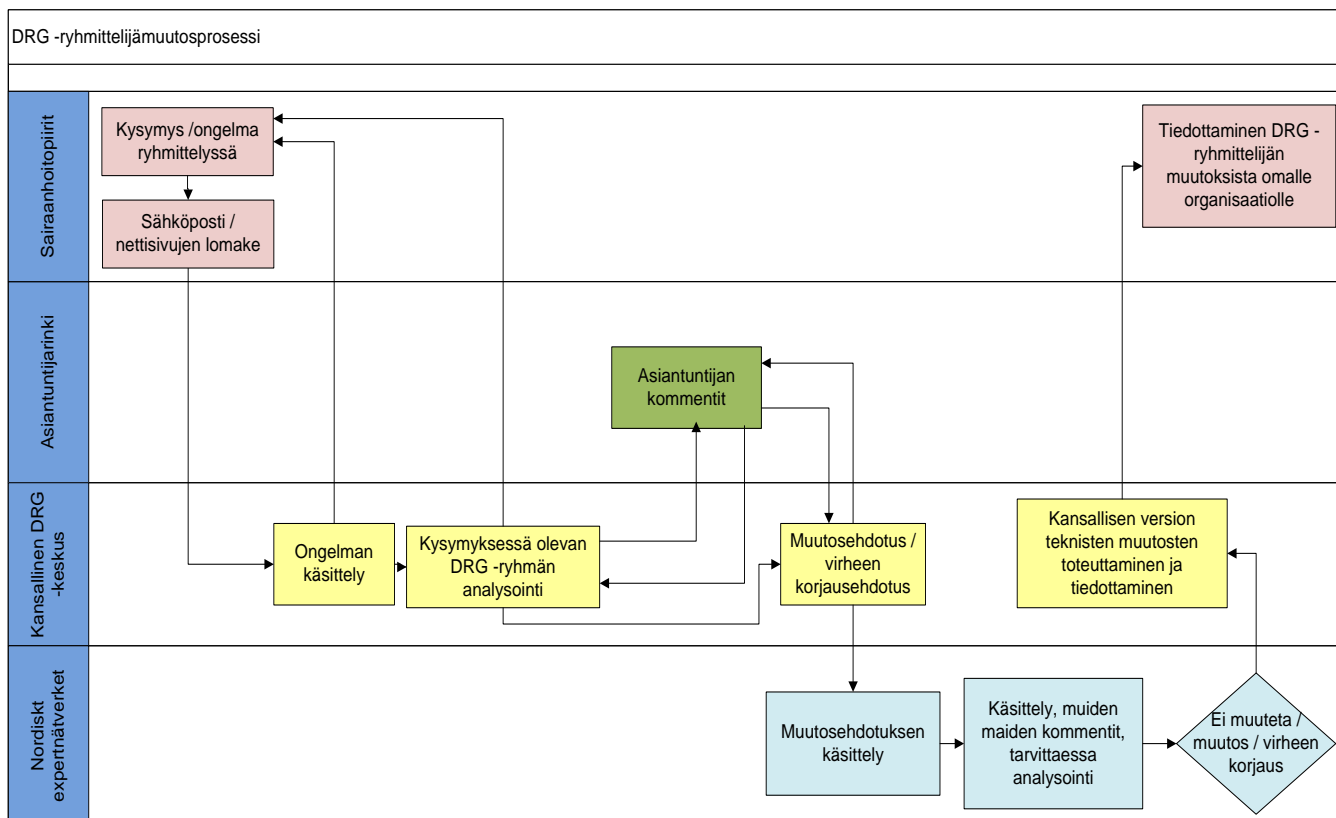 DRG -ryhmittelijämuutosprosessi
Sairaanhoitopiirit
Kysymys /ongelma
ryhmittelyssä
Sähköposti /
nettisivujen lomake
Tiedottaminen DRG -
ryhmittelijän
muutoksista omalle
organisaatiolle
Asiantuntijarinki
Asiantuntijan
kommentit
Kansallinen DRG
-keskus
Ongelman
käsittely
Kysymyksessä olevan
DRG -ryhmän
analysointi
Muutosehdotus /
virheen
korjausehdotus
Kansallisen version
teknisten muutosten
toteuttaminen ja
tiedottaminen
Nordiskt
expertnätverket
Muutosehdotuksen
käsittely
Käsittely, muiden
maiden kommentit,
tarvittaessa
analysointi
Ei muuteta /
muutos / virheen
korjaus